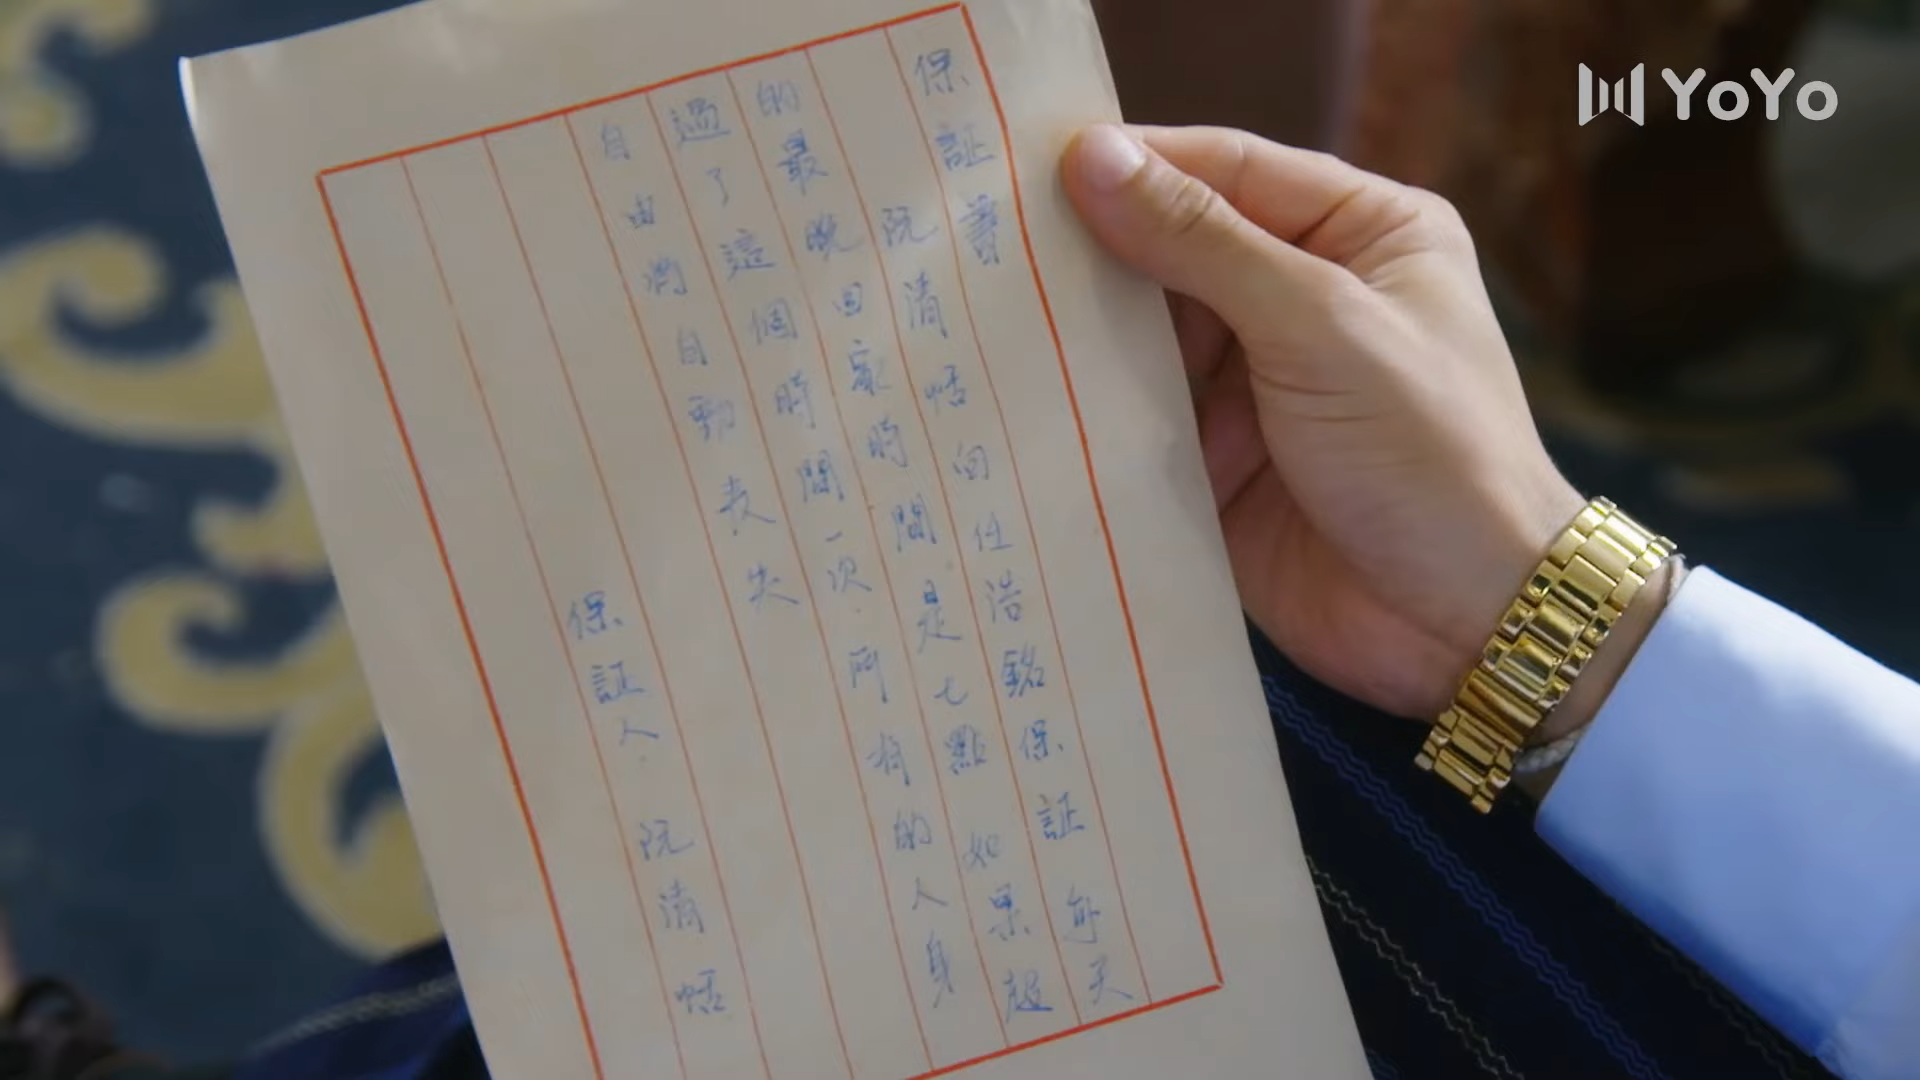 保証書
阮清恬向任浩銘保証每天
的最晚回家時間是七點 如果超
過了這個時間一次.所有的人身
自由將自動丧失
保証人. 阮清恬
YoYo